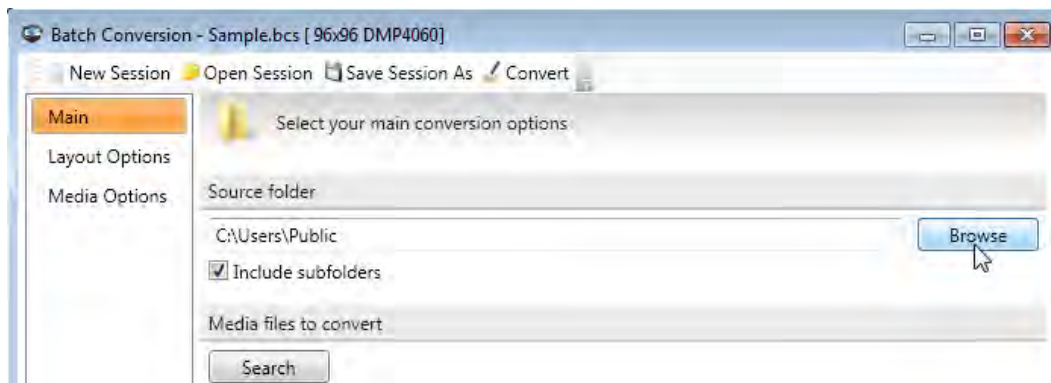 Batch Conversion - Sample.bcs [ 96x96 DMP4060]
New Session Open Session Save Session As Convert
Main
Select your main conversion options
Layout Options
Media Options
Source folder
C:\Users\Public
Browse
Include subfolders
Media files to convert
Search